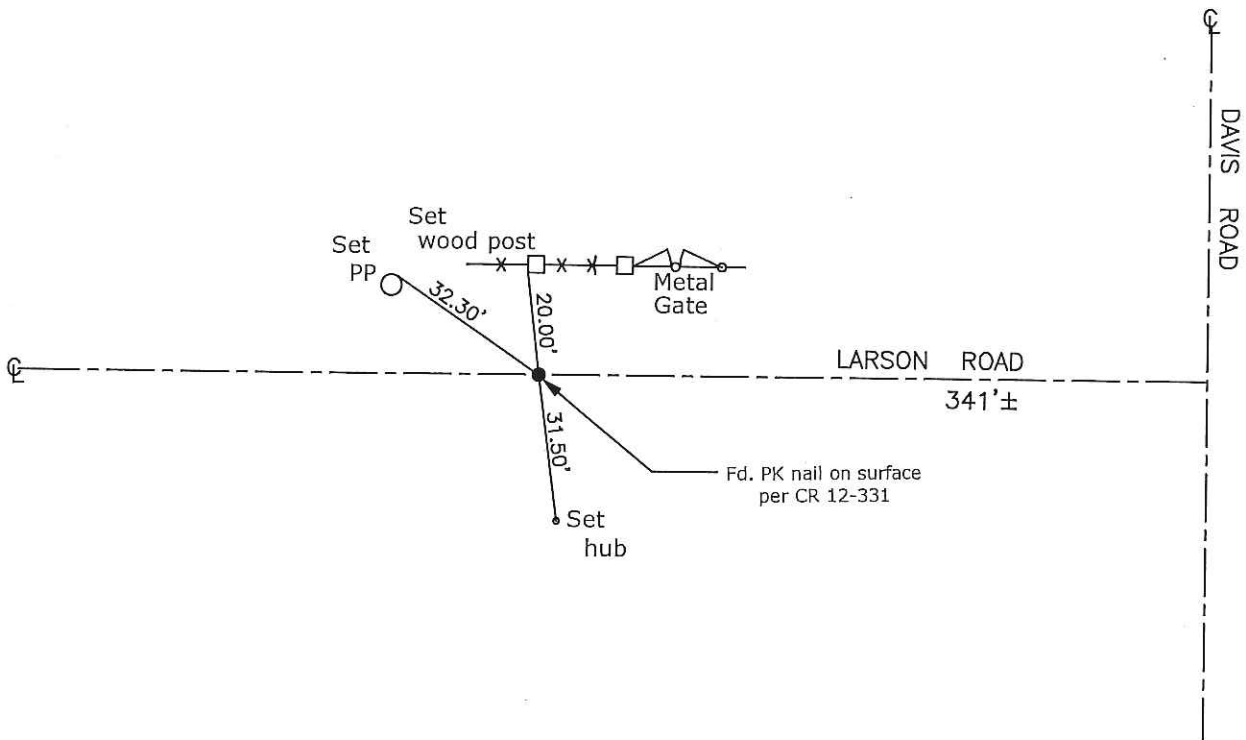 ℄
DAVIS ROAD
Set
wood post
Set
PP
Metal
Gate
32.30'
20.00'
℄
LARSON ROAD
341'±
31.50'
Fd. PK nail on surface
per CR 12-331
Set
hub